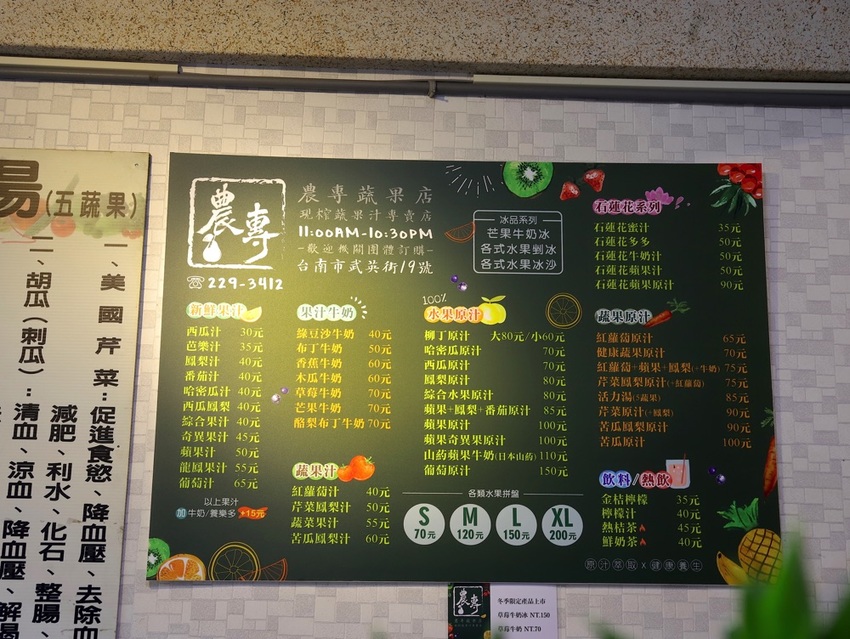 湯(五蔬果)
一、美國芹菜:促進食慾、降血壓、去除血
減肥、利水、化石、整腸、
二、胡瓜(刺瓜):清血、涼血、降血壓、解
農專
農專蔬果店
現榨蔬果汁專賣店
11:00AM-10:30PM
-歡迎機關團體訂購-
台南市武英街19號
☏229-3412
冰品系列
芒果牛奶冰
各式水果剉冰
各式水果冰沙
新鮮果汁
西瓜汁 30元
芭樂汁 35元
鳳梨汁 40元
番茄汁 40元
哈密瓜汁 40元
西瓜鳳梨 40元
綜合果汁 40元
奇異果汁 45元
蘋果汁 50元
龍鳳果汁 55元
葡萄汁 65元
以上果汁
加 牛奶/養樂多 +15元
果汁牛奶
綠豆沙牛奶 40元
布丁牛奶 50元
香蕉牛奶 60元
木瓜牛奶 60元
草莓牛奶 70元
芒果牛奶 70元
酪梨布丁牛奶 70元
蔬果汁
紅蘿蔔汁 40元
芹菜鳳梨汁 50元
蔬菜果汁 55元
苦瓜鳳梨汁 60元
100%
水果原汁
柳丁原汁 大80元/小60元
哈密瓜原汁 70元
西瓜原汁 70元
鳳梨原汁 80元
綜合水果原汁 80元
蘋果+鳳梨+番茄原汁 85元
蘋果原汁 100元
蘋果奇異果原汁 100元
山葯蘋果牛奶(日本山葯) 110元
葡萄原汁 150元
各類水果拼盤
S 70元
M 120元
L 150元
XL 200元
石蓮花系列
石蓮花蜜汁 35元
石蓮花多多 50元
石蓮花牛奶汁 50元
石蓮花蘋果汁 50元
石蓮花蘋果原汁 90元
蔬果原汁
紅蘿蔔原汁 65元
健康蔬果原汁 70元
紅蘿蔔+蘋果+鳳梨(+牛奶) 75元
芹菜鳳梨原汁(+紅蘿蔔) 75元
活力湯(5蔬果) 85元
芹菜原汁(+鳳梨) 90元
苦瓜鳳梨原汁 90元
苦瓜原汁 100元
飲料/熱飲
金桔檸檬 35元
檸檬汁 40元
熱桔茶 45元
鮮奶茶 40元
原汁萃取×健康養生
農專
冬季限定產品上市
草莓牛奶冰 NT.150
草莓牛奶 NT.70